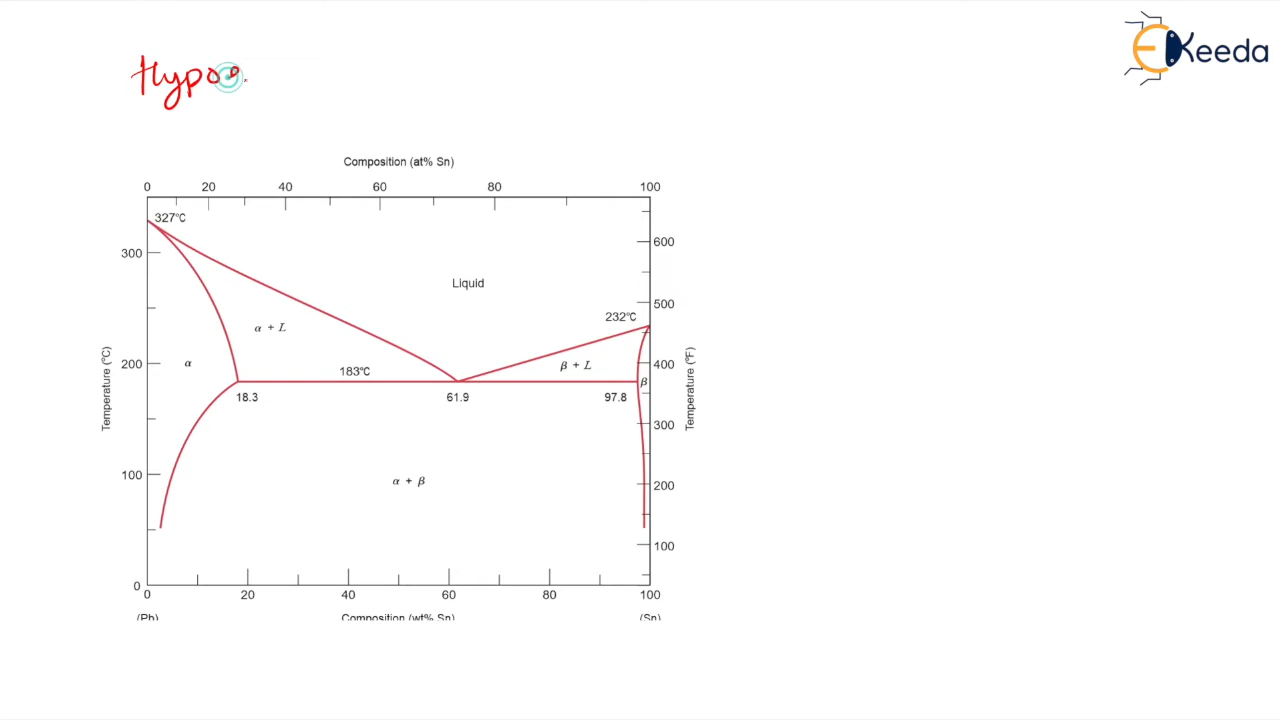 Hypo
EKeeda
Composition (at% Sn)
0 20 40 60 80 100
327°C
300
600
Liquid
500
232°C
α + L
200
α
183°C
β + L
400
β
Temperature (°C)
Temperature (°F)
18.3
61.9
97.8
300
100
α + β
200
100
0
0 20 40 60 80 100
(Pb)
Composition (wt% Sn)
(Sn)